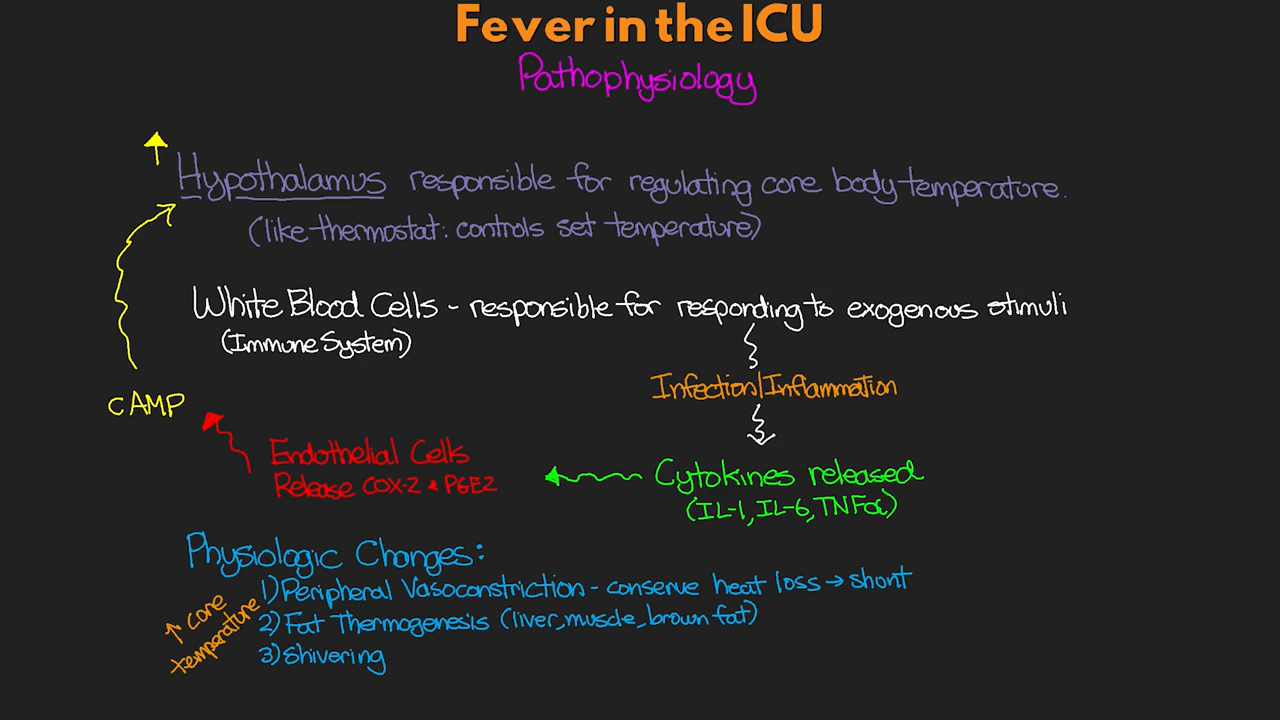 Fever in the ICU
Pathophysiology
Hypothalamus responsible for regulating core body temperature.
(like thermostat: controls set temperature)
White Blood Cells - responsible for responding to exogenous stimuli
(Immune System)
Infection/Inflammation
cAMP
Endothelial Cells
Release COX-2 & PGE2
Cytokines released
(IL-1, IL-6, TNFα)
Physiologic Changes:
1) Peripheral Vasoconstriction - conserve heat loss → shunt
2) Fat Thermogenesis (liver, muscle, brown fat)
3) Shivering
↑ core
temperature